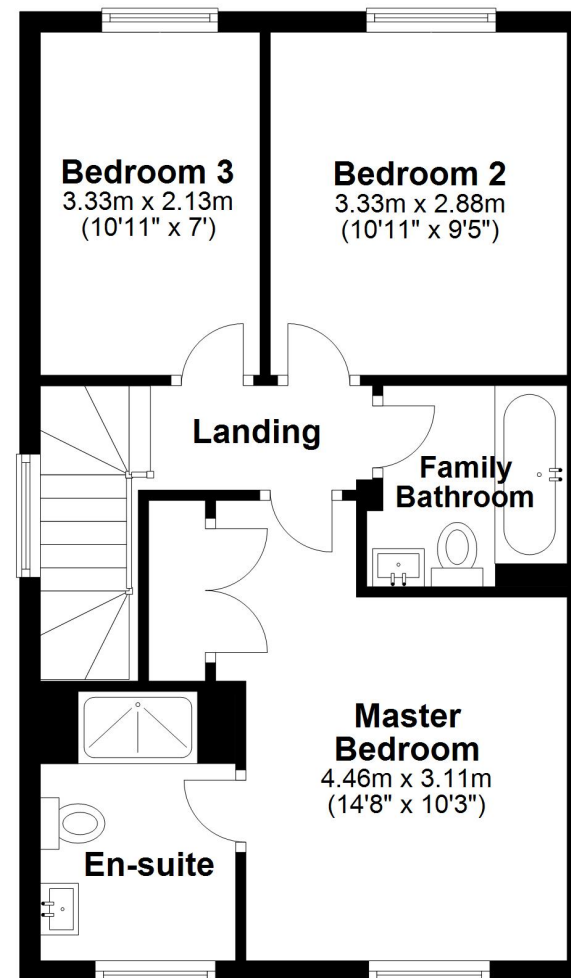 Bedroom 3
3.33m x 2.13m
(10'11" x 7')
Bedroom 2
3.33m x 2.88m
(10'11" x 9'5")
Landing
Family
Bathroom
Master
Bedroom
4.46m x 3.11m
(14'8" x 10'3")
En-suite